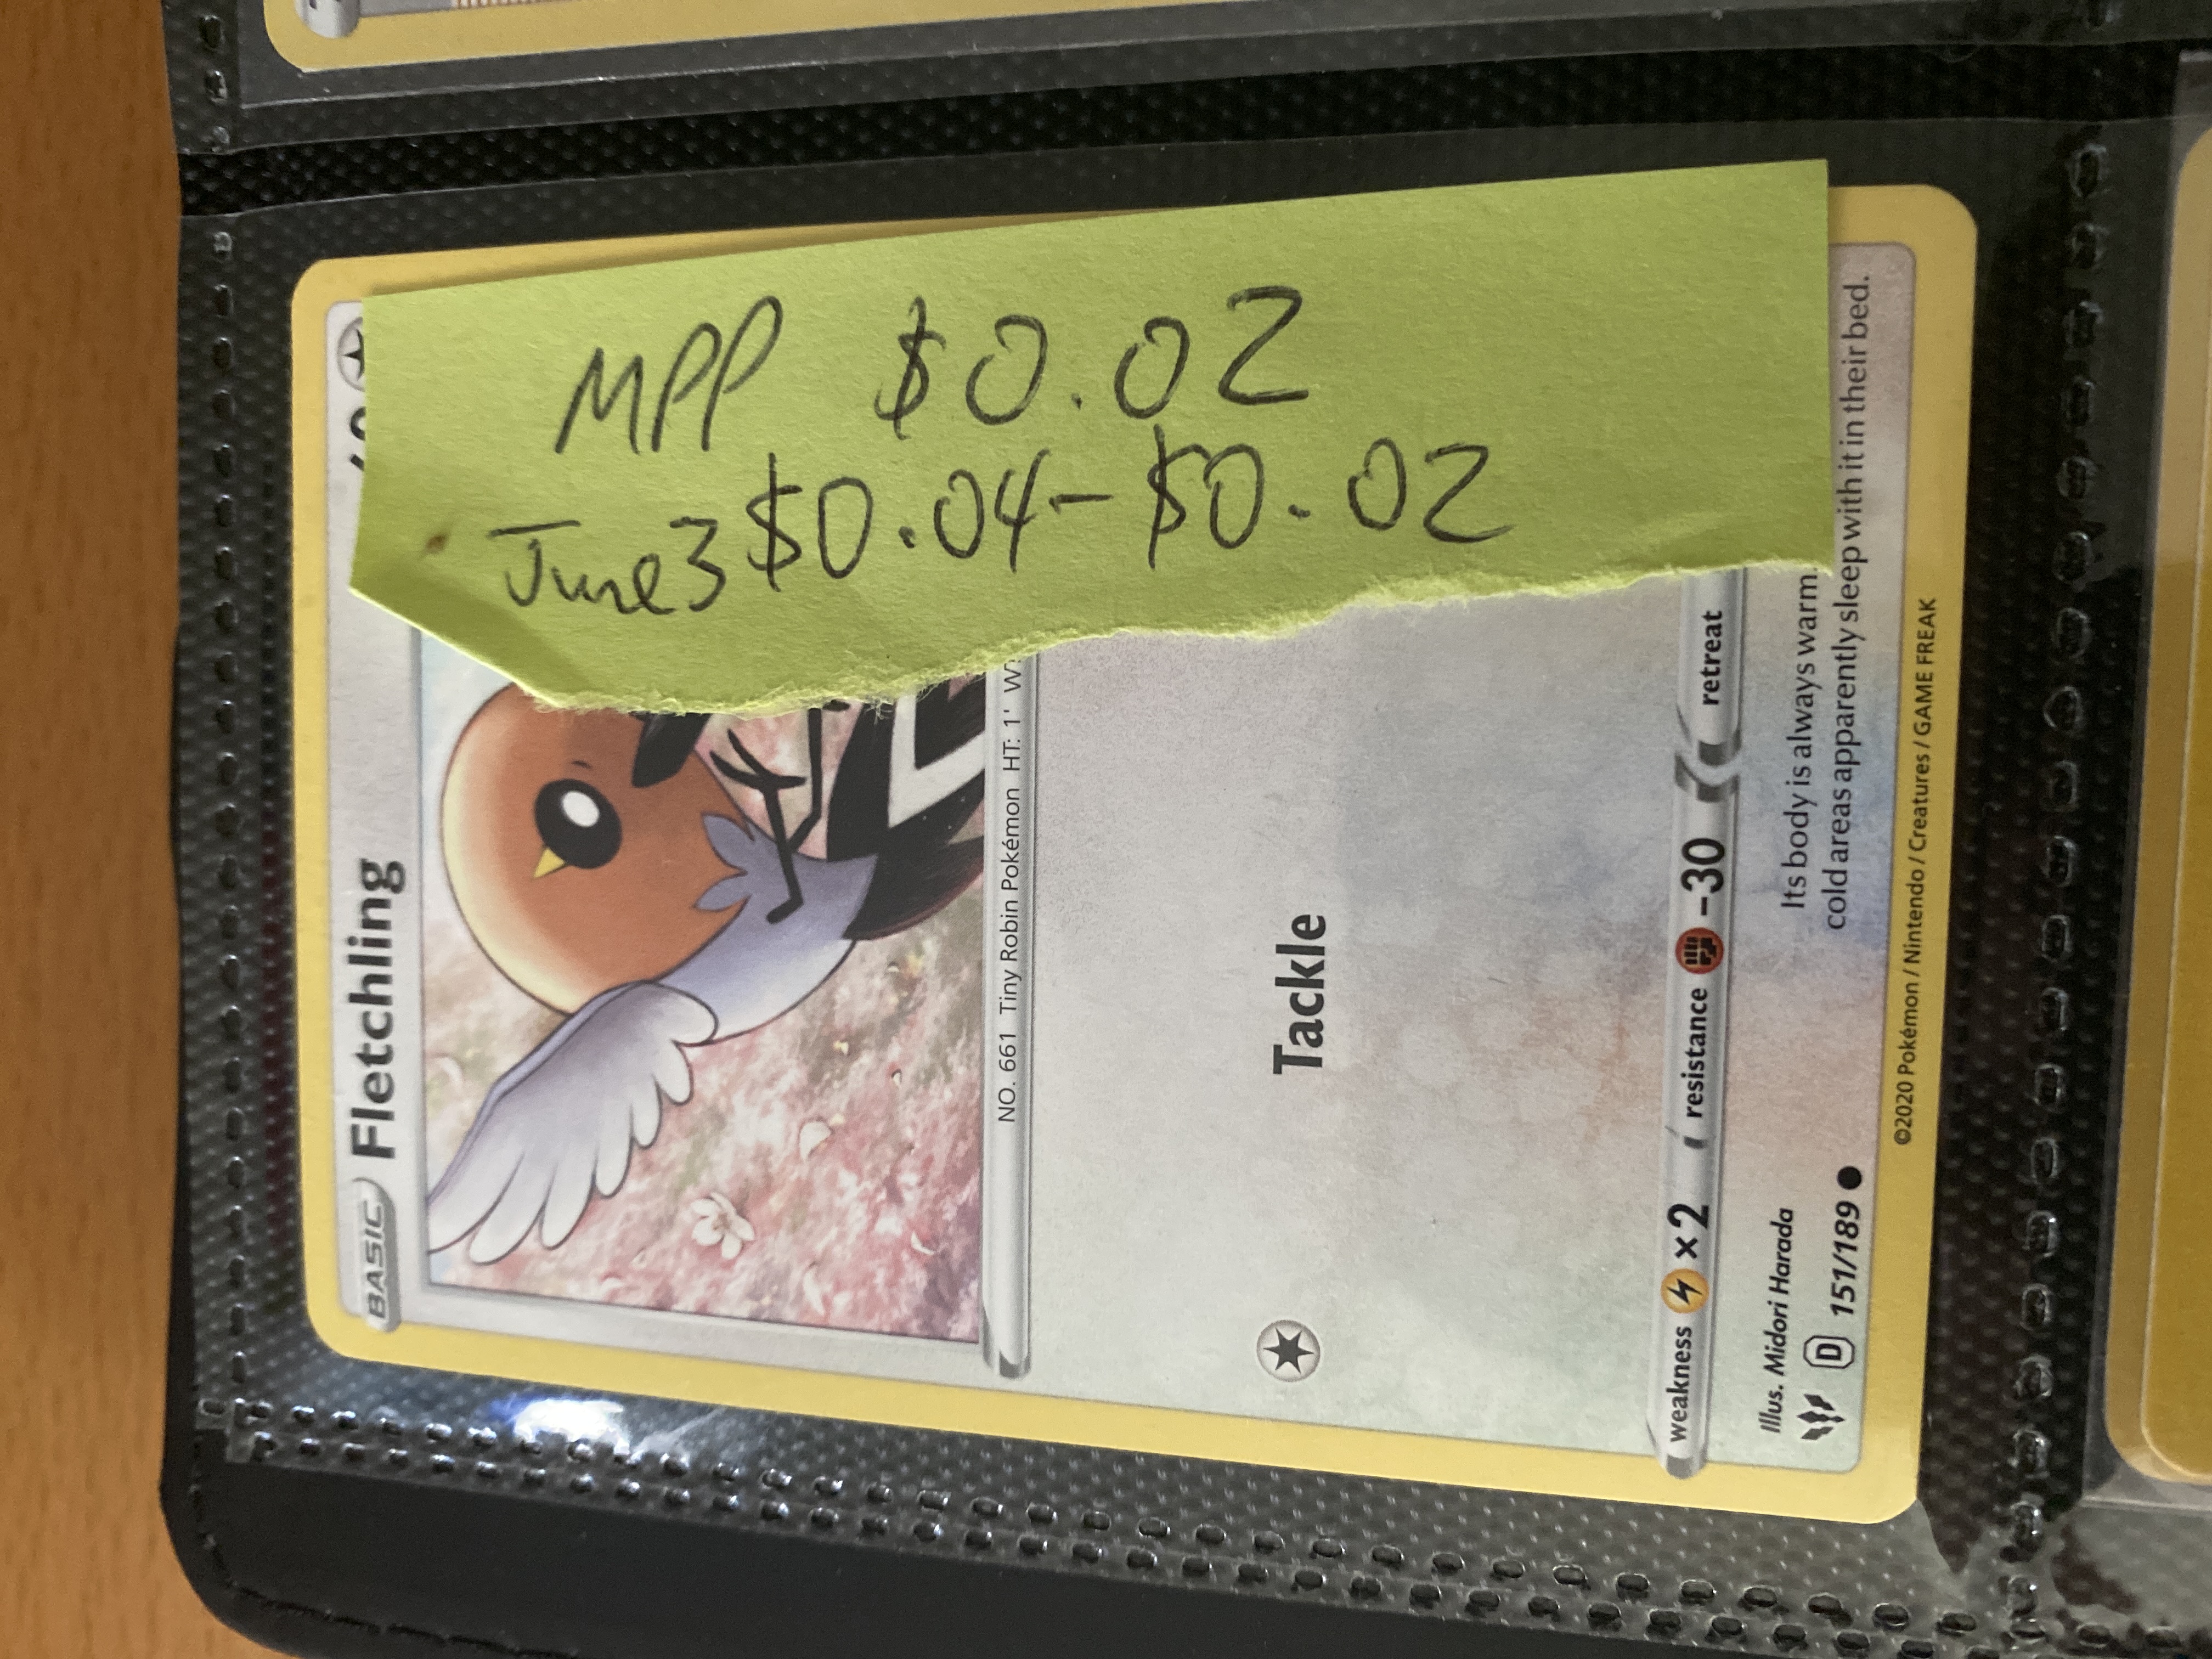 MPP $0.02
June 3 $0.04-$0.02
BASIC Fletchling
NO. 661 Tiny Robin Pokémon HT: 1'
Tackle
weakness ×2 resistance -30 retreat
Illus. Midori Harada
D 151/189
Its body is always warm.
cold areas apparently sleep with it in their bed.
©2020 Pokémon / Nintendo / Creatures / GAME FREAK